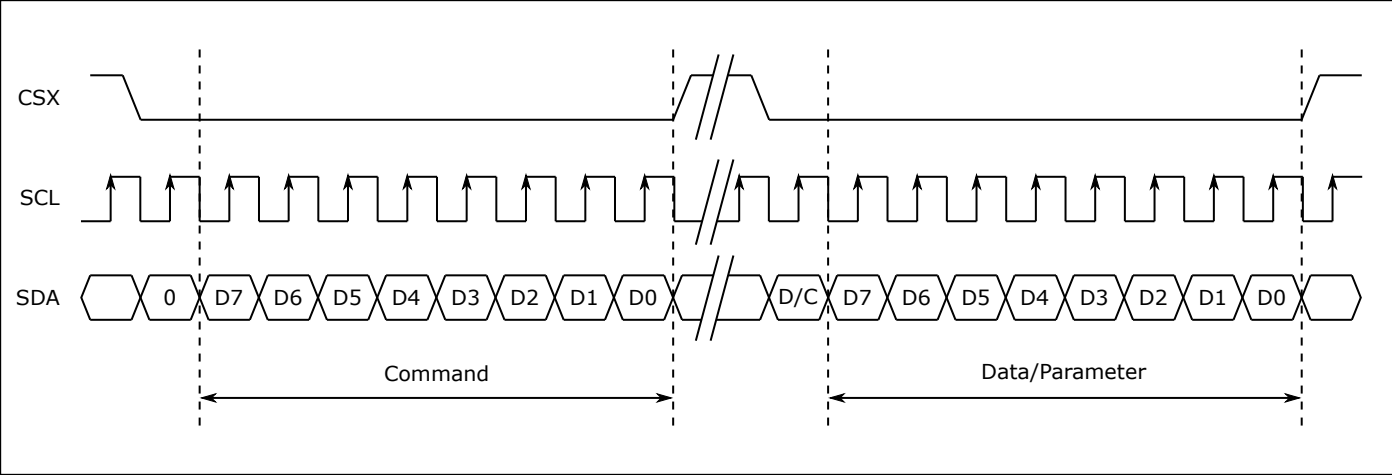 CSX
SCL
SDA 0 D7 D6 D5 D4 D3 D2 D1 D0 D/C D7 D6 D5 D4 D3 D2 D1 D0
Command Data/Parameter